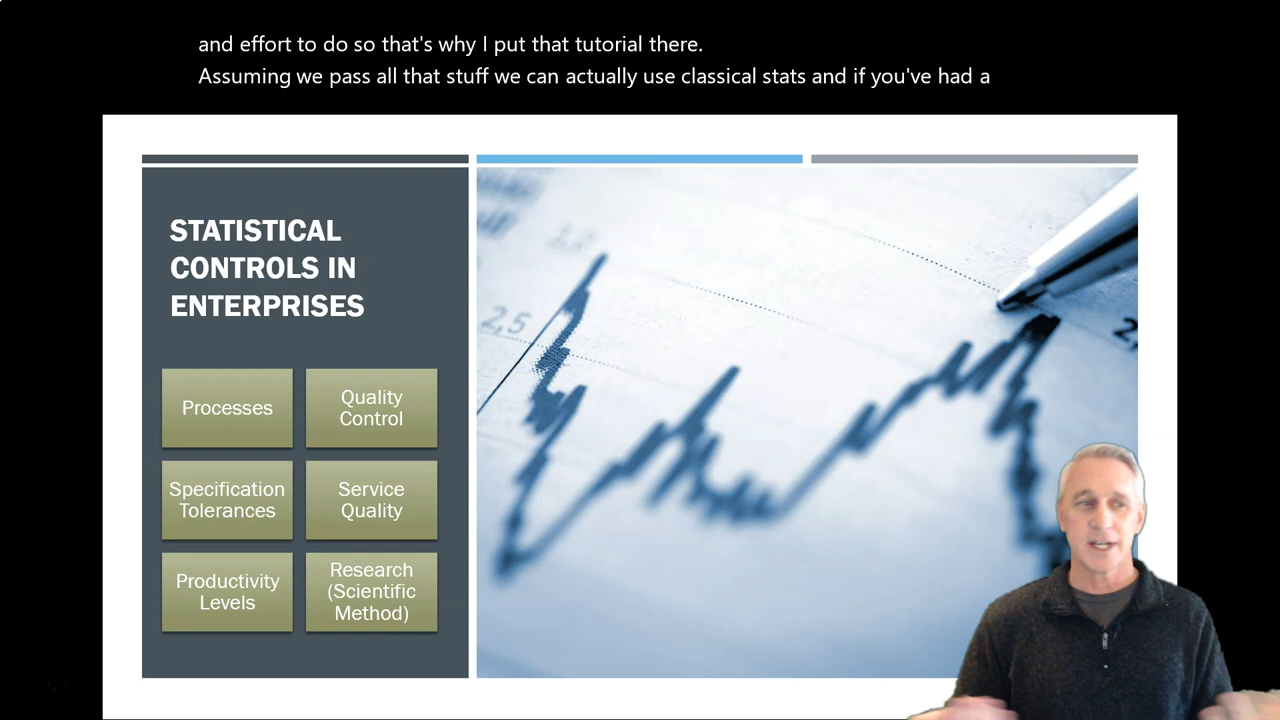 and effort to do so that's why I put that tutorial there.
Assuming we pass all that stuff we can actually use classical stats and if you've had a
STATISTICAL
CONTROLS IN
ENTERPRISES
Processes
Quality
Control
Specification
Tolerances
Service
Quality
Productivity
Levels
Research
(Scientific
Method)
2,5